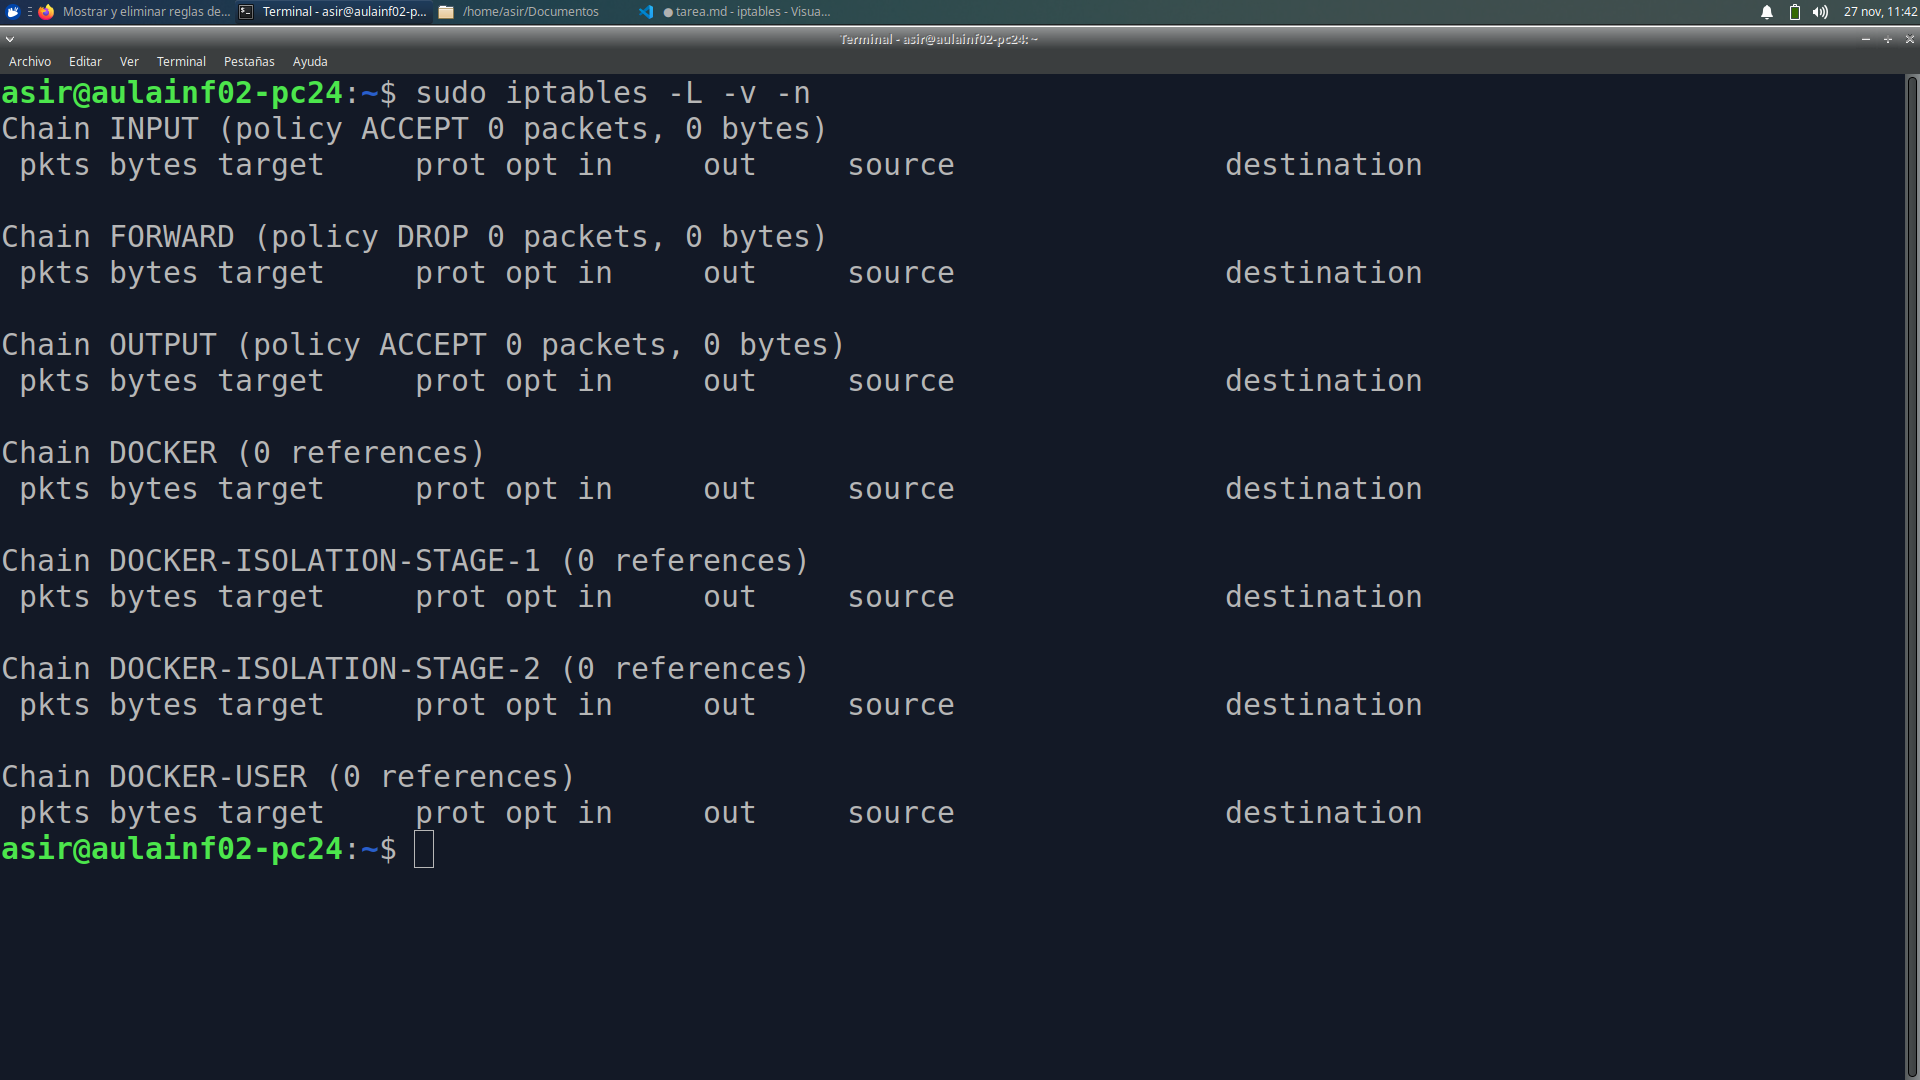 Mostrar y eliminar reglas de... Terminal - asir@aulainf02-p... /home/asir/Documentos tarea.md - iptables - Visua... 27 nov, 11:42
Terminal - asir@aulainf02-pc24: ~
Archivo Editar Ver Terminal Pestañas Ayuda
asir@aulainf02-pc24:~$ sudo iptables -L -v -n
Chain INPUT (policy ACCEPT 0 packets, 0 bytes)
 pkts bytes target     prot opt in     out     source               destination
Chain FORWARD (policy DROP 0 packets, 0 bytes)
 pkts bytes target     prot opt in     out     source               destination
Chain OUTPUT (policy ACCEPT 0 packets, 0 bytes)
 pkts bytes target     prot opt in     out     source               destination
Chain DOCKER (0 references)
 pkts bytes target     prot opt in     out     source               destination
Chain DOCKER-ISOLATION-STAGE-1 (0 references)
 pkts bytes target     prot opt in     out     source               destination
Chain DOCKER-ISOLATION-STAGE-2 (0 references)
 pkts bytes target     prot opt in     out     source               destination
Chain DOCKER-USER (0 references)
 pkts bytes target     prot opt in     out     source               destination
asir@aulainf02-pc24:~$